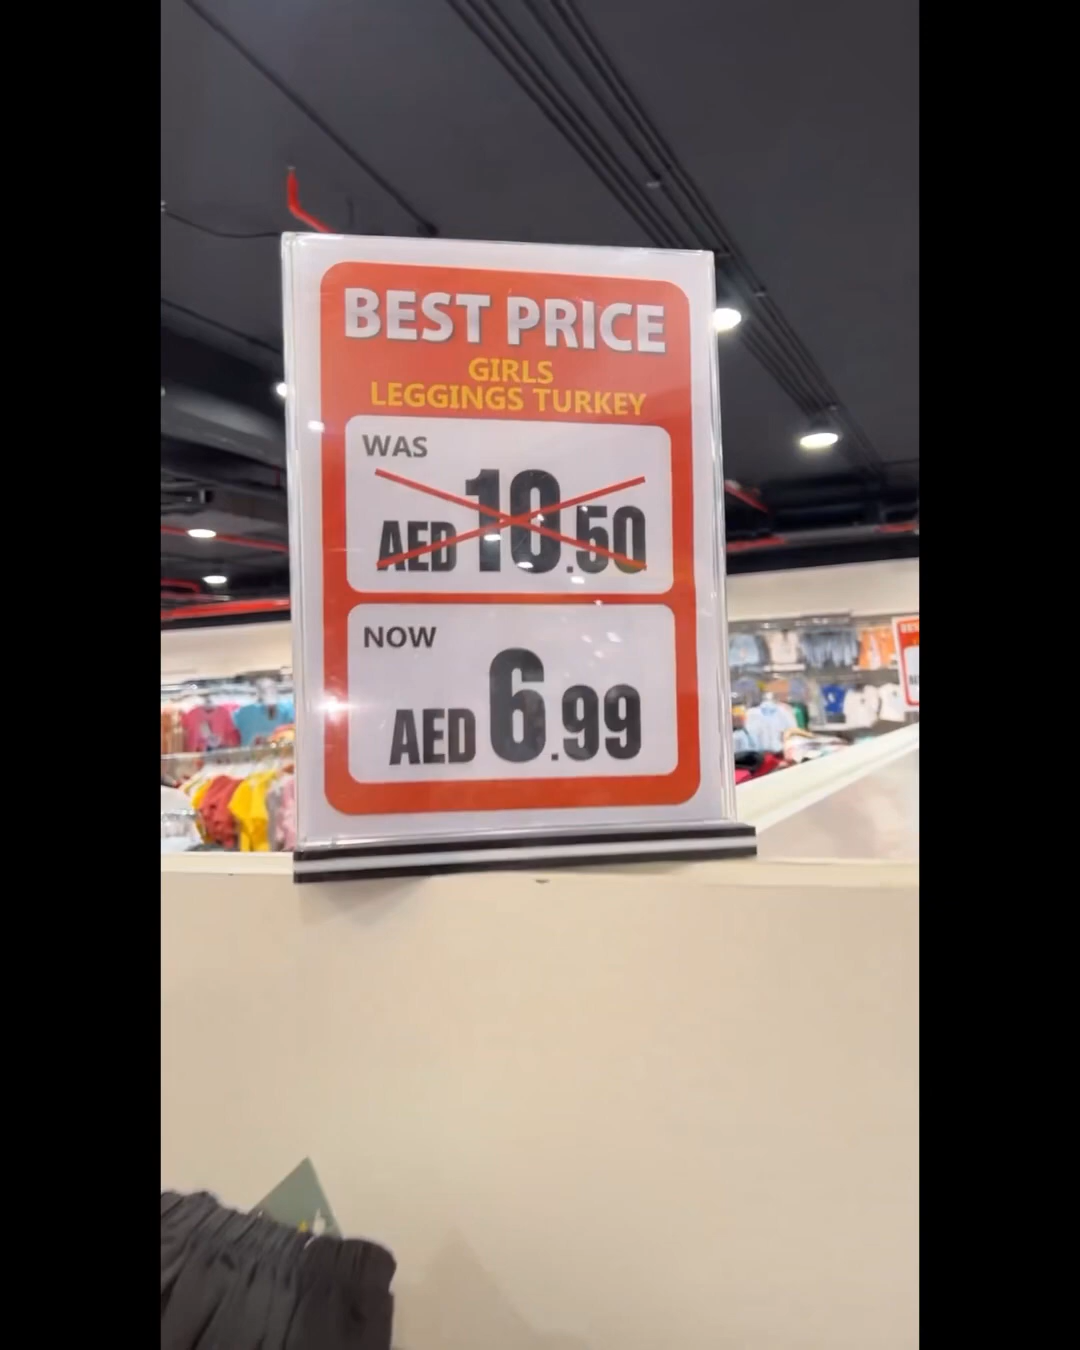 BEST PRICE
GIRLS
LEGGINGS TURKEY
WAS
AED 10.50
NOW
AED 6.99